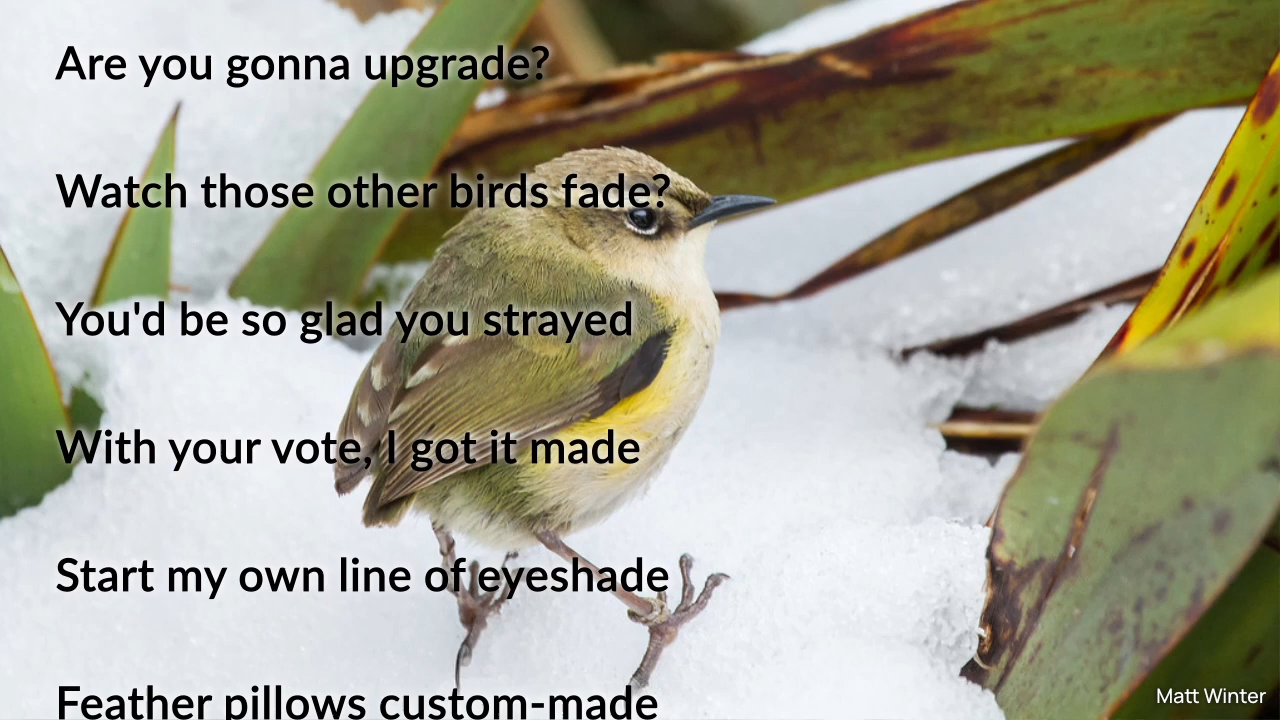 Are you gonna upgrade?
Watch those other birds fade?
You'd be so glad you strayed
With your vote, I got it made
Start my own line of eyeshade
Feather pillows custom-made
Matt Winter